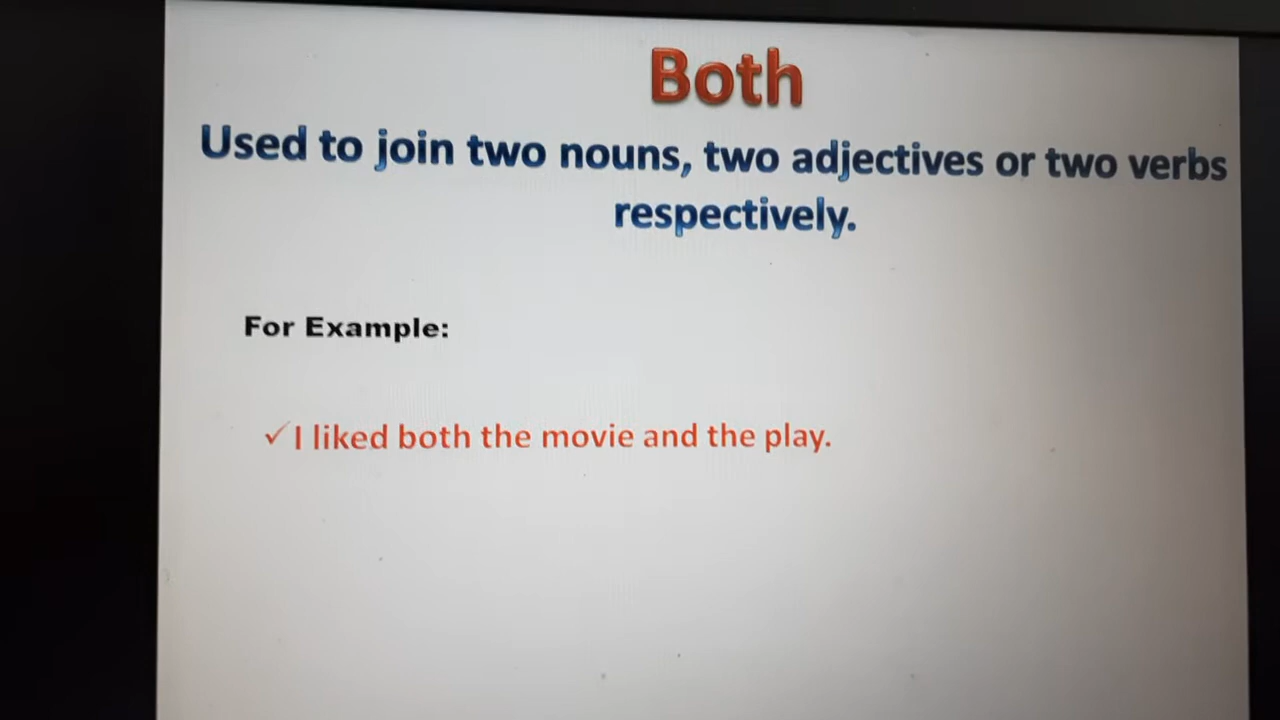 Both
Used to join two nouns, two adjectives or two verbs
respectively.
For Example:
✓ I liked both the movie and the play.